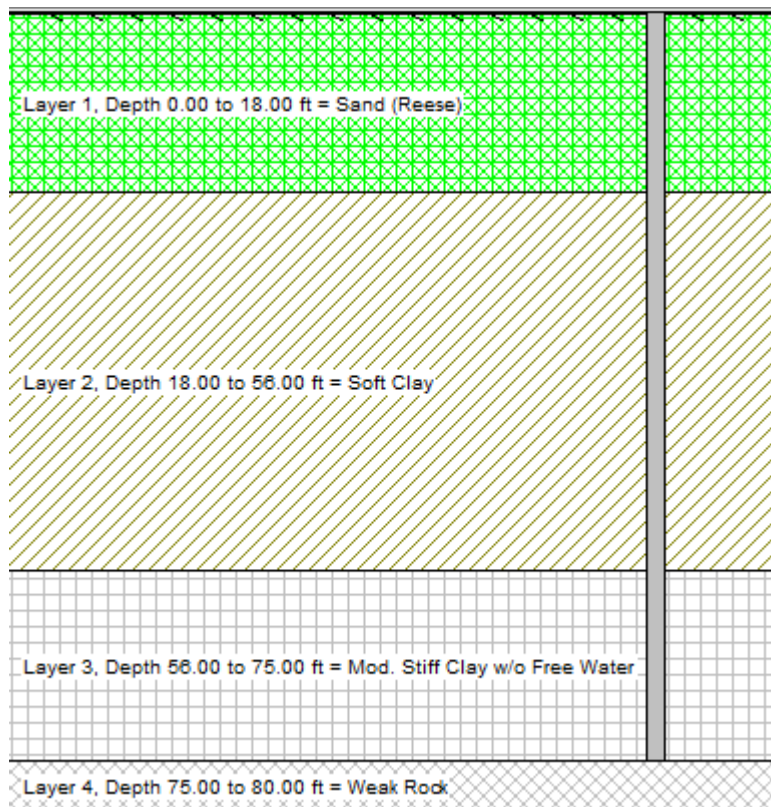 Layer 1, Depth 0.00 to 18.00 ft = Sand (Reese)
Layer 2, Depth 18.00 to 56.00 ft = Soft Clay
Layer 3, Depth 56.00 to 75.00 ft = Mod. Stiff Clay w/o Free Water
Layer 4, Depth 75.00 to 80.00 ft = Weak Rock